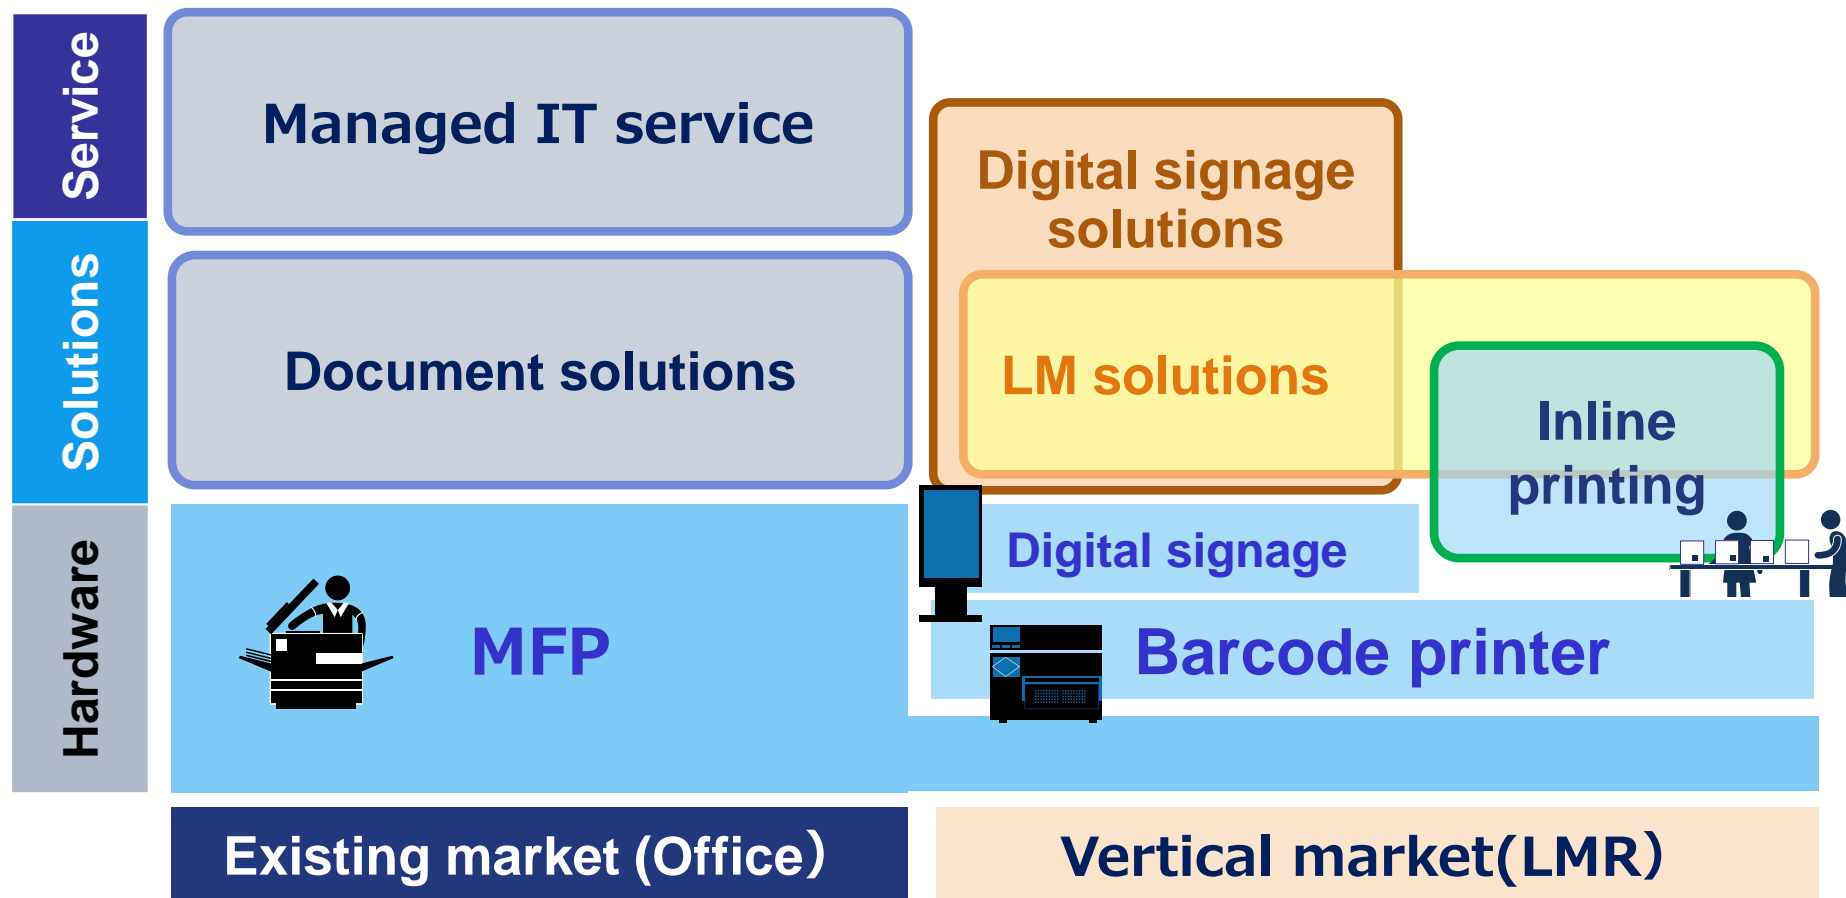 Service
Managed IT service
Digital signage
solutions
Solutions
Document solutions
LM solutions
Inline
printing
Hardware
MFP
Digital signage
Barcode printer
Existing market (Office）
Vertical market(LMR）